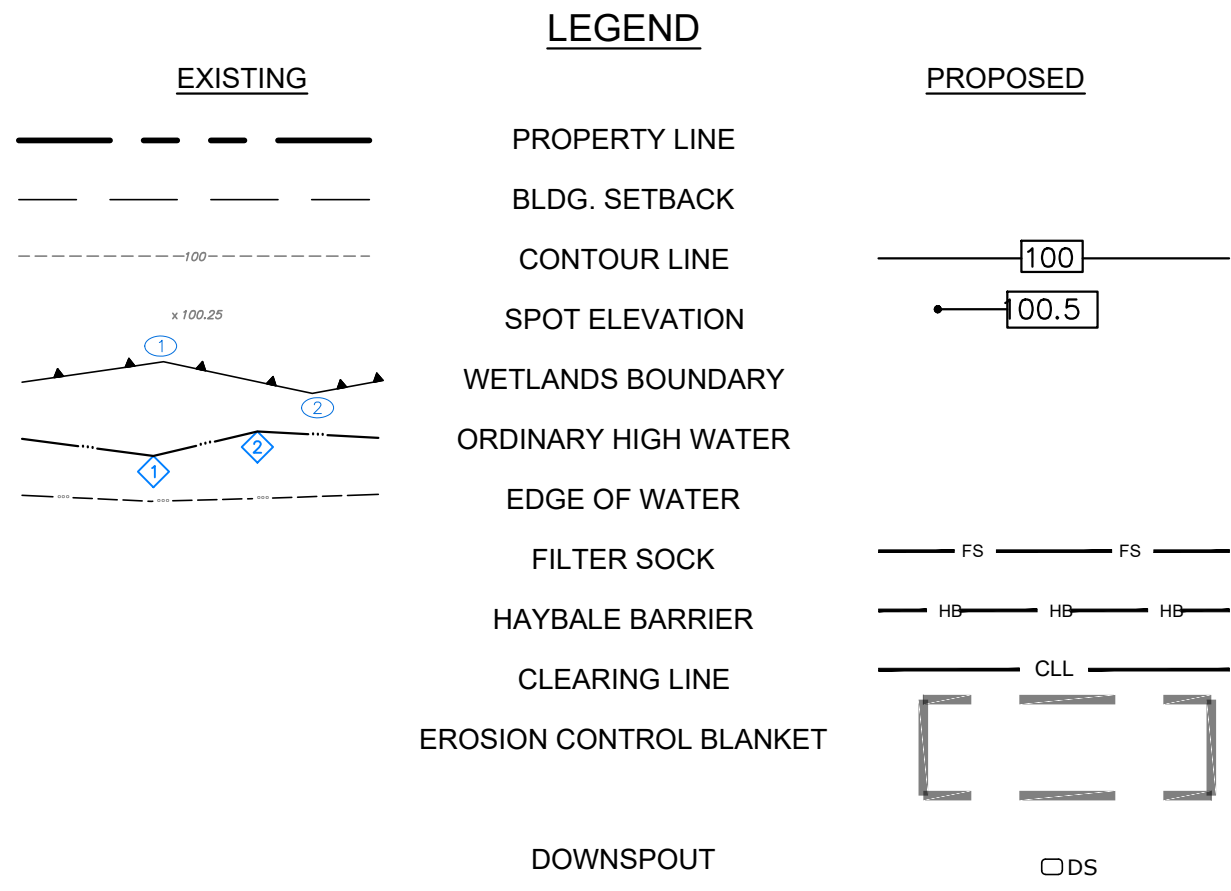 LEGEND
EXISTING PROPOSED
PROPERTY LINE
BLDG. SETBACK
100 CONTOUR LINE 100
x 100.25 SPOT ELEVATION 100.5
1
WETLANDS BOUNDARY
2
ORDINARY HIGH WATER
2
1
EDGE OF WATER
FILTER SOCK FS FS
HAYBALE BARRIER HB HB HB
CLEARING LINE CLL
EROSION CONTROL BLANKET
DOWNSPOUT DS